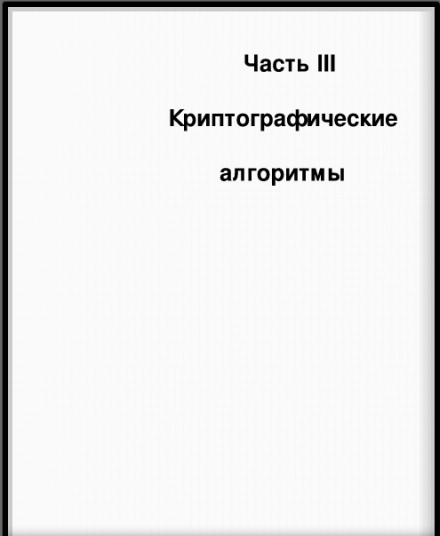 Часть III
Криптографические
алгоритмы